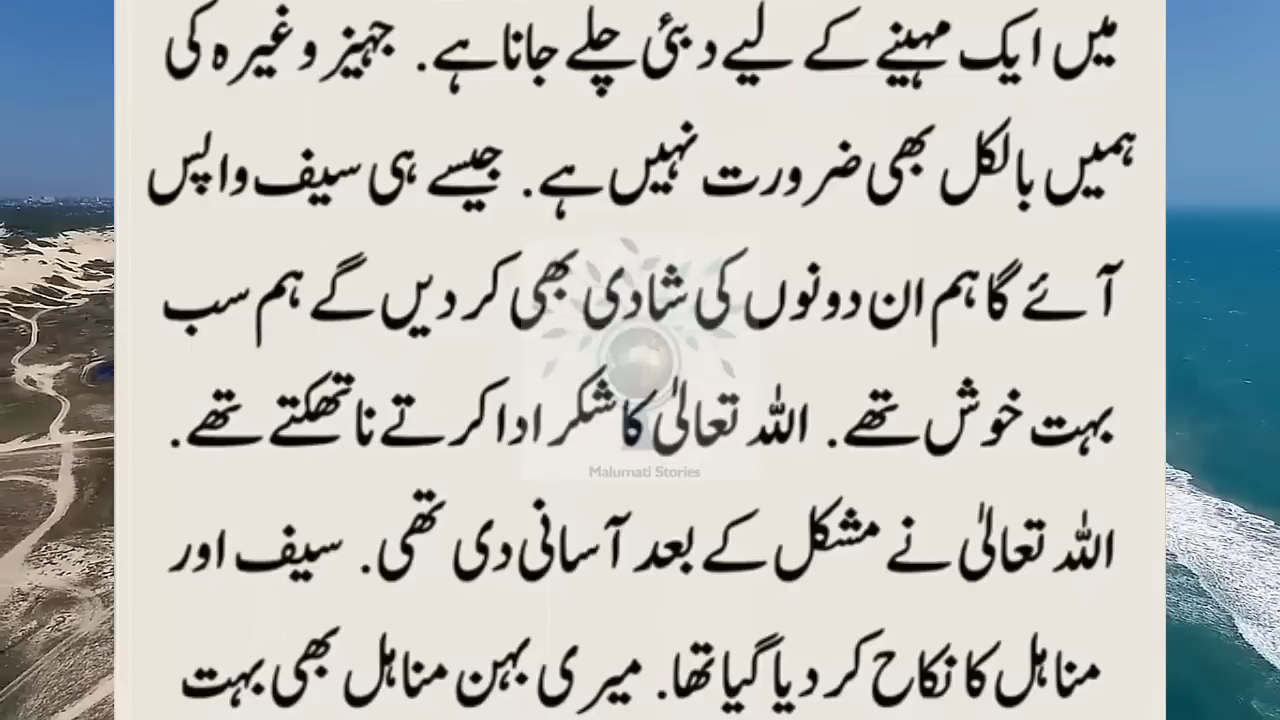 میں ایک مہینے کے لیے دبئی چلے جانا ہے. جہیز وغیرہ کی
ہمیں بالکل بھی ضرورت نہیں ہے. جیسے ہی سیف واپس
آئے گا ہم ان دونوں کی شادی بھی کر دیں گے ہم سب
بہت خوش تھے. اللہ تعالیٰ کا شکر ادا کرتے نا تھکتے تھے.
Malumati Stories
اللہ تعالیٰ نے مشکل کے بعد آسانی دی تھی. سیف اور
مناہل کا نکاح کر دیا گیا تھا. میری بہن مناہل بھی بہت